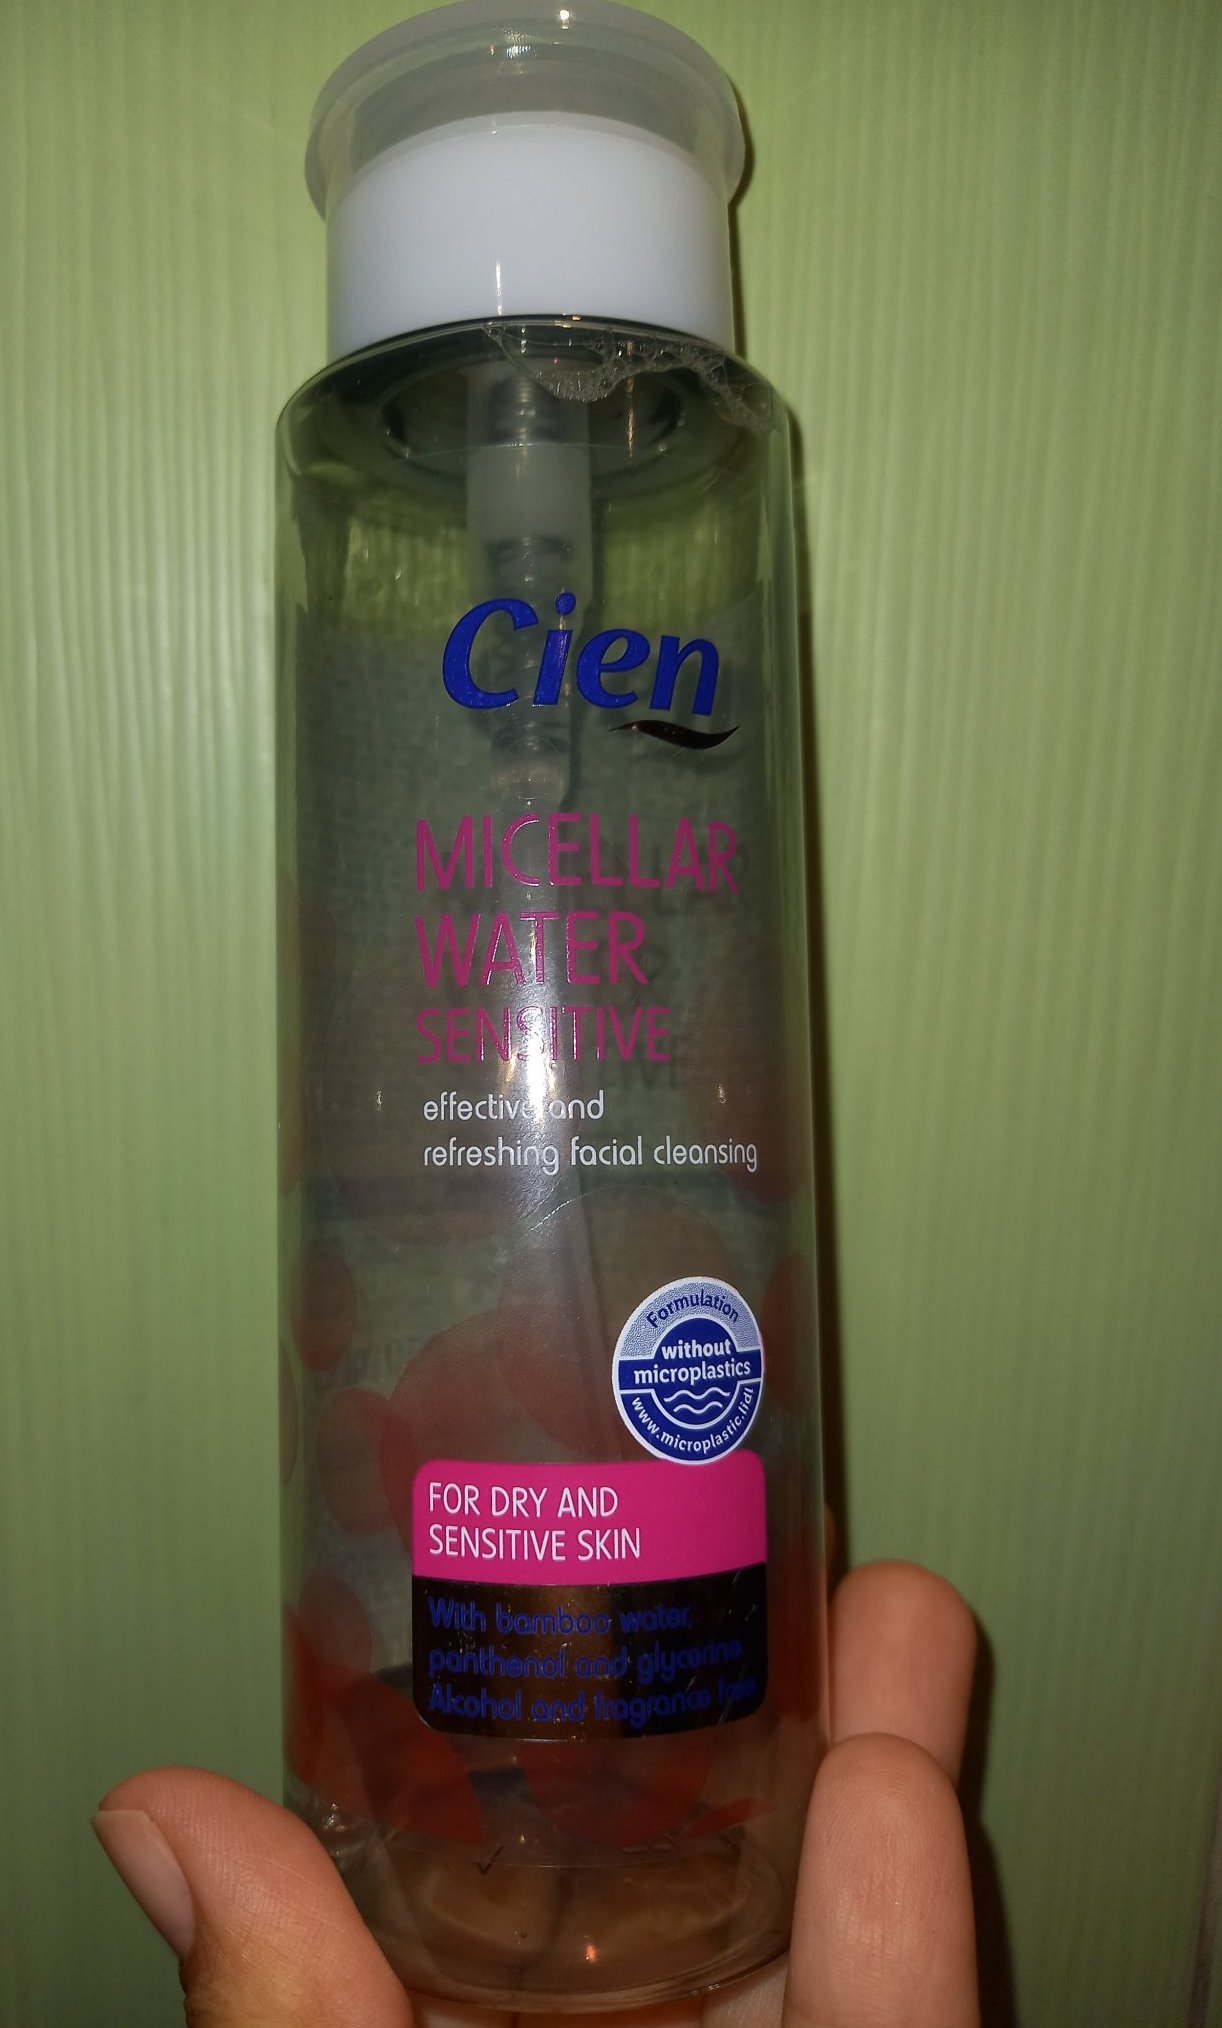 Cien
MICELLAR
WATER
SENSITIVE
effective and
refreshing facial cleansing
Formulation
without
microplastics
www.microplastic.lidl
FOR DRY AND
SENSITIVE SKIN
With bamboo water,
panthenol and glycerine
Alcohol and fragrance free